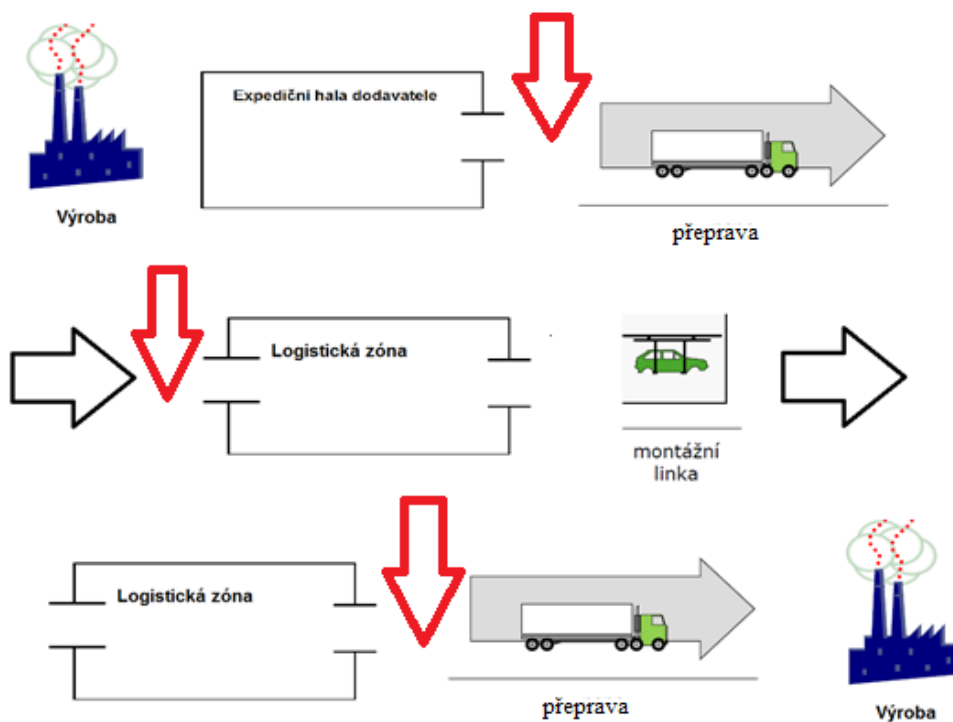 Expediční hala dodavatele
Výroba
přeprava
Logistická zóna
montážní
linka
Logistická zóna
přeprava
Výroba